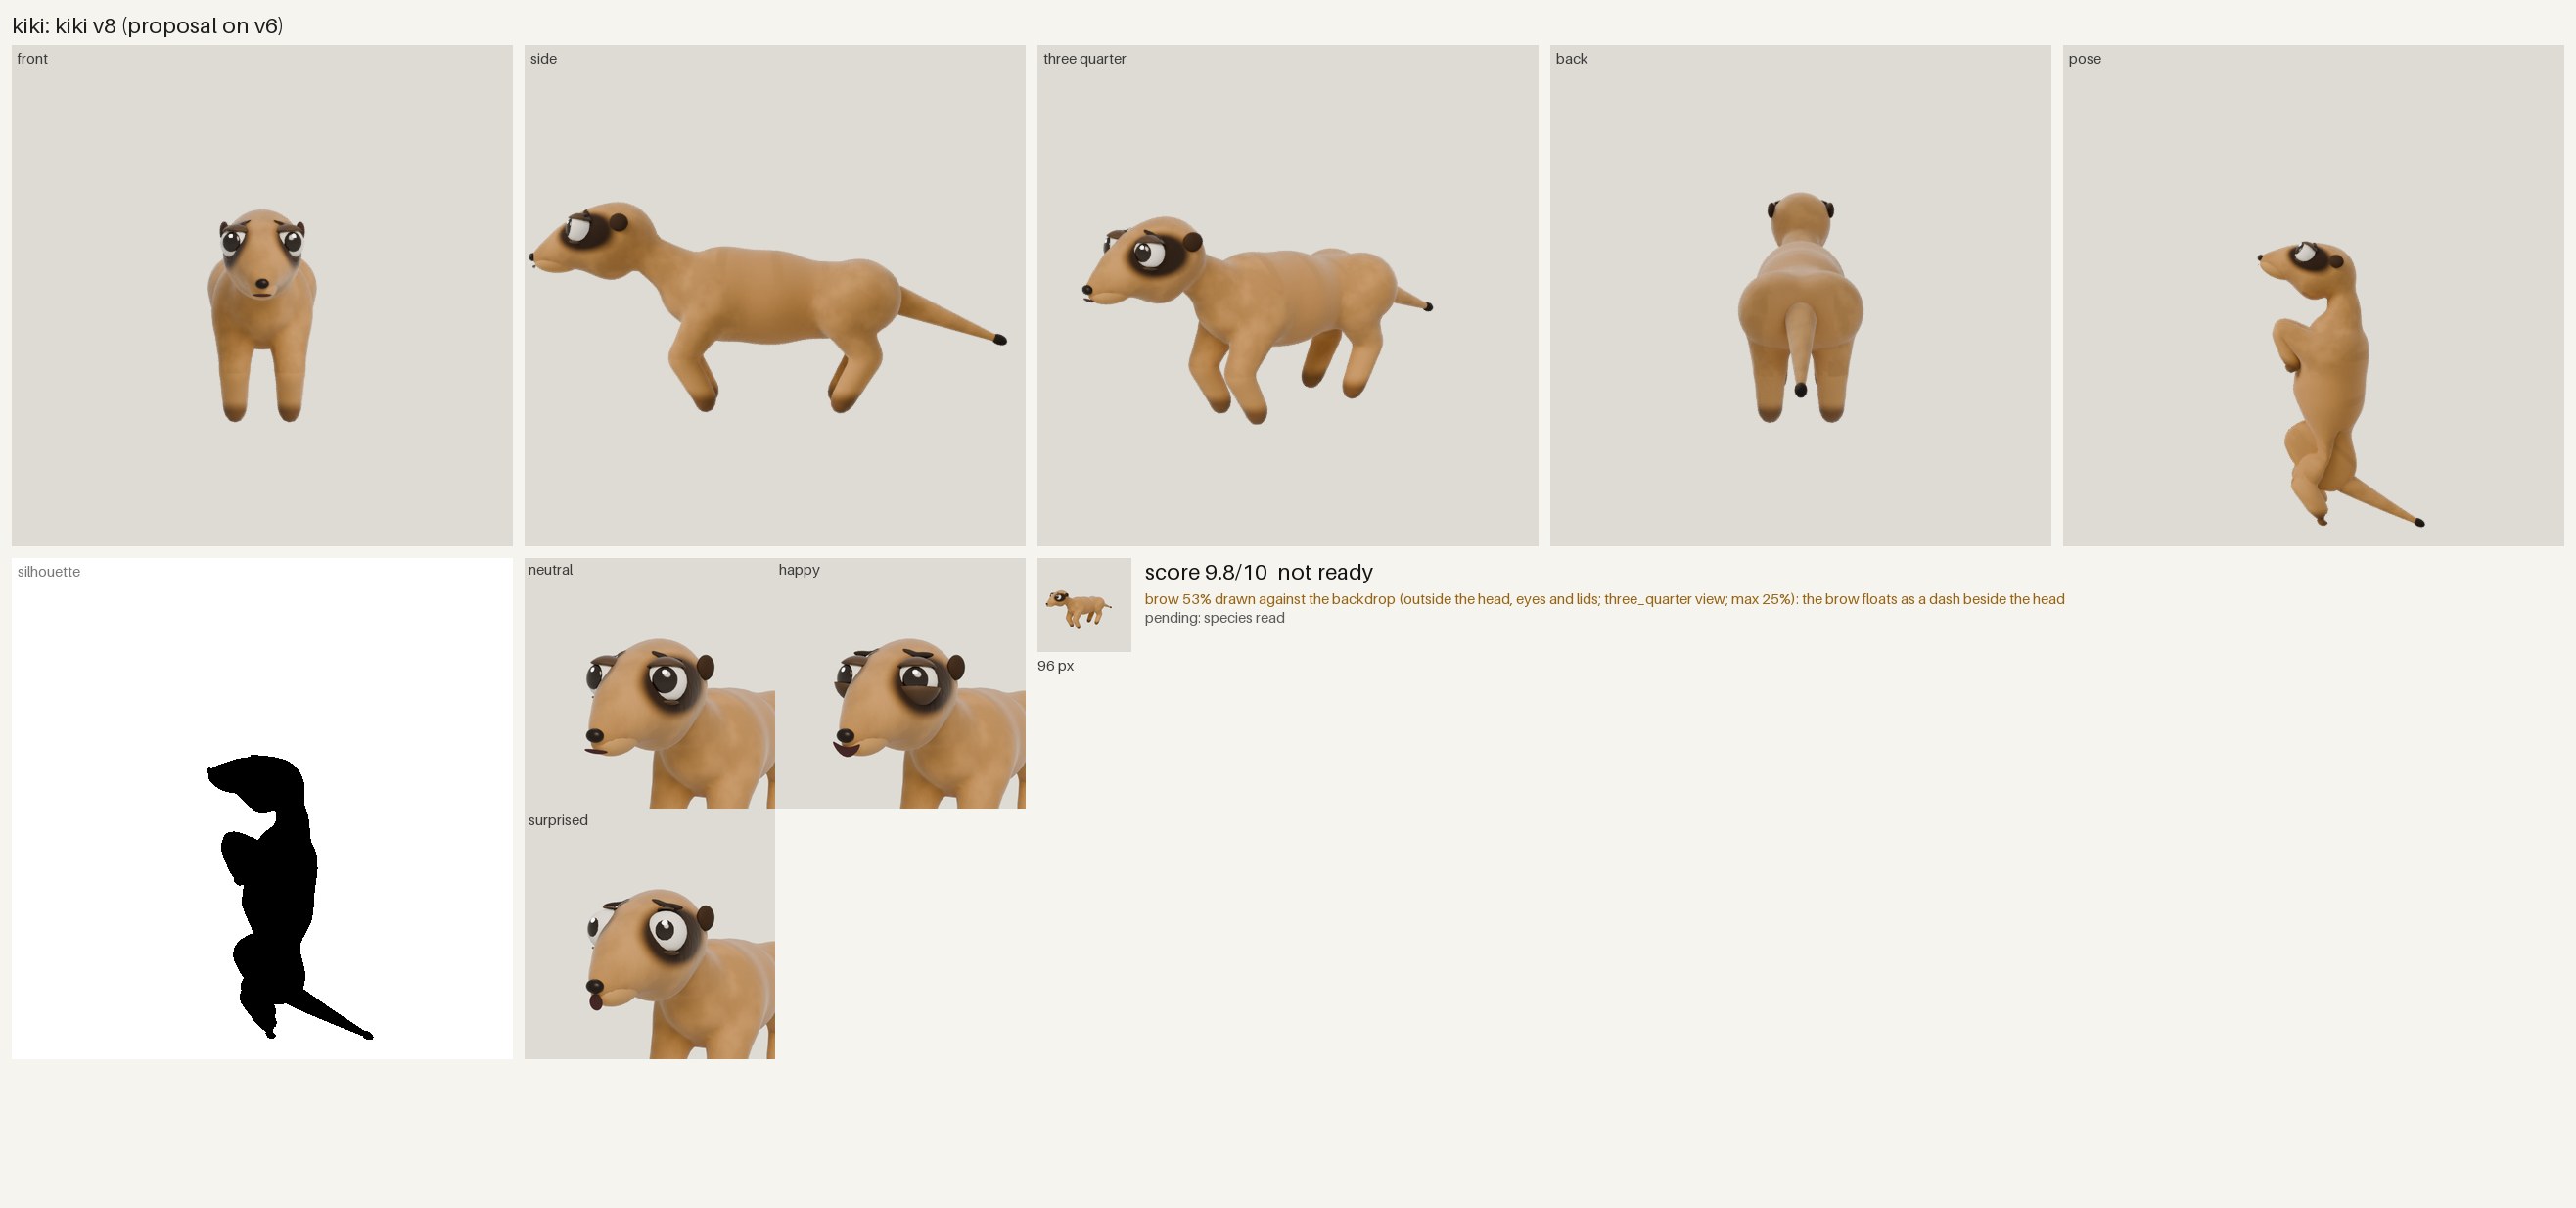 kiki: kiki v8 (proposal on v6)
front
side
three quarter
back
pose
silhouette
neutral
happy
surprised
96 px
score 9.8/10 not ready
brow 53% drawn against the backdrop (outside the head, eyes and lids; three_quarter view; max 25%): the brow floats as a dash beside the head
pending: species read